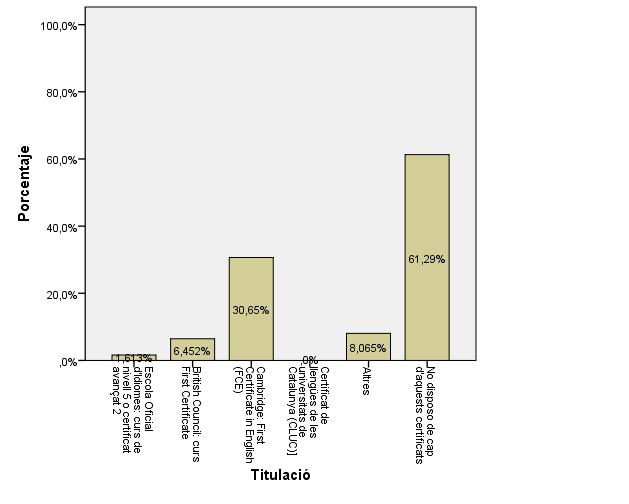 100,0%
80,0%
60,0%
40,0%
20,0%
,0%
Porcentaje
1,613%
6,452%
30,65%
,0%
8,065%
61,29%
Escola Oficial
d'Idiomes: curs de
nivell 5 o certificat
avançat 2
British Council: curs
First Certificate
Cambridge: First
Certificate in English
(FCE)
Certificat de
llengües de les
universitats de
Catalunya (CLUC)]
Altres
No disposo de cap
d'aquests certificats
Titulació